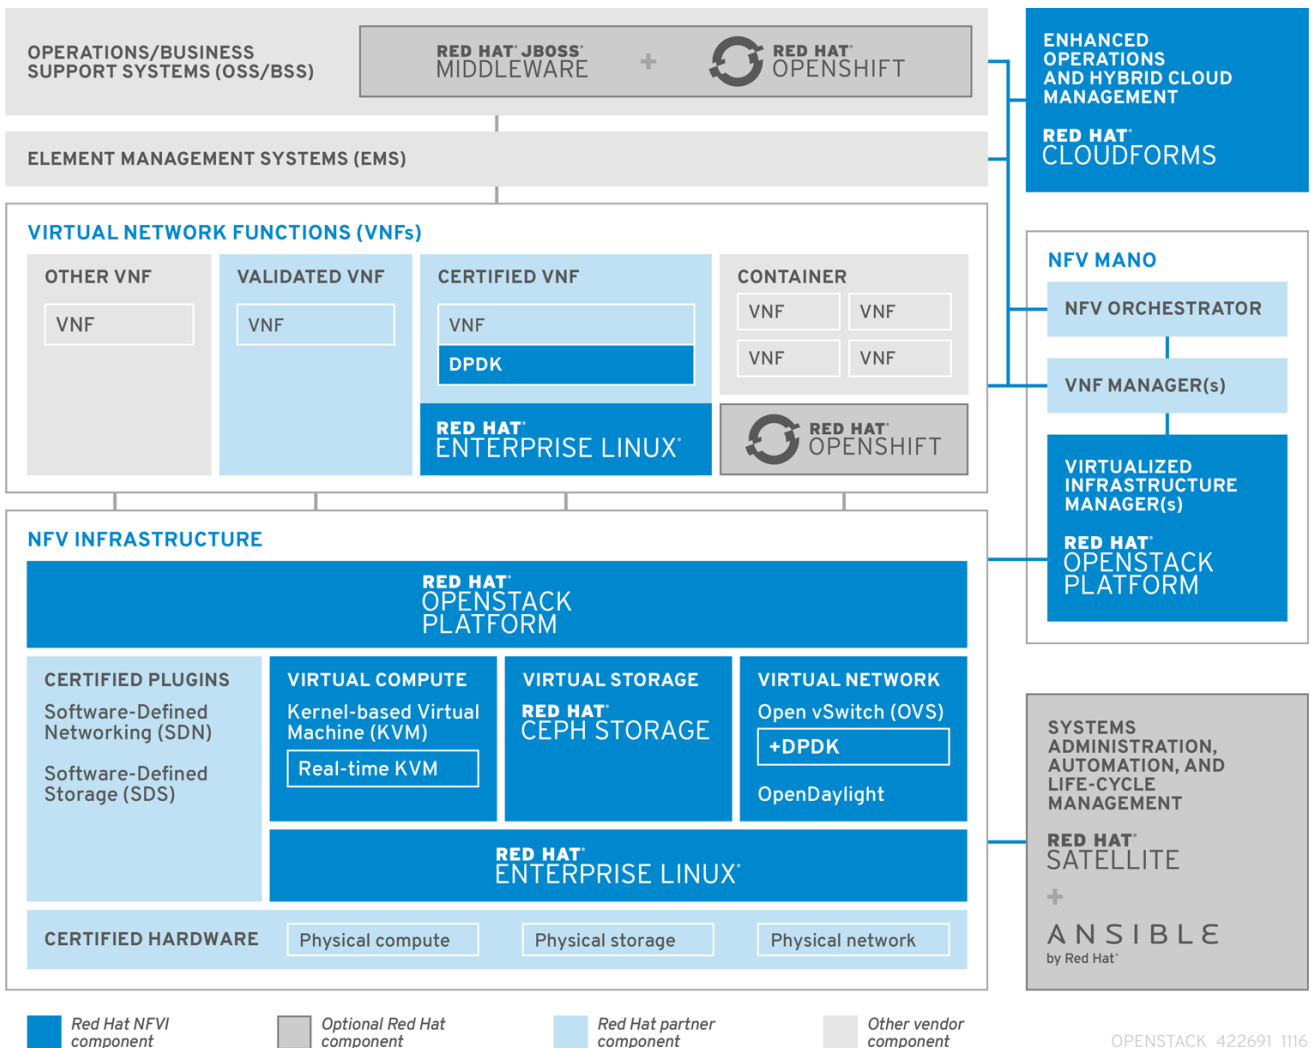 OPERATIONS/BUSINESS
SUPPORT SYSTEMS (OSS/BSS)
RED HAT® JBOSS®
MIDDLEWARE
+
RED HAT®
OPENSHIFT
ENHANCED
OPERATIONS
AND HYBRID CLOUD
MANAGEMENT
RED HAT®
CLOUDFORMS
ELEMENT MANAGEMENT SYSTEMS (EMS)
VIRTUAL NETWORK FUNCTIONS (VNFs)
OTHER VNF
VNF
VALIDATED VNF
VNF
CERTIFIED VNF
VNF
DPDK
RED HAT®
ENTERPRISE LINUX®
CONTAINER
VNF
VNF
VNF
VNF
RED HAT®
OPENSHIFT
NFV MANO
NFV ORCHESTRATOR
VNF MANAGER(s)
VIRTUALIZED
INFRASTRUCTURE
MANAGER(s)
RED HAT®
OPENSTACK
PLATFORM
NFV INFRASTRUCTURE
RED HAT®
OPENSTACK
PLATFORM
CERTIFIED PLUGINS
Software-Defined
Networking (SDN)
Software-Defined
Storage (SDS)
VIRTUAL COMPUTE
Kernel-based Virtual
Machine (KVM)
Real-time KVM
VIRTUAL STORAGE
RED HAT®
CEPH STORAGE
VIRTUAL NETWORK
Open vSwitch (OVS)
+DPDK
OpenDaylight
RED HAT®
ENTERPRISE LINUX®
CERTIFIED HARDWARE
Physical compute
Physical storage
Physical network
SYSTEMS
ADMINISTRATION,
AUTOMATION, AND
LIFE-CYCLE
MANAGEMENT
RED HAT®
SATELLITE
+
ANSIBLE
by Red Hat®
Red Hat NFVI
component
Optional Red Hat
component
Red Hat partner
component
Other vendor
component
OPENSTACK_422691_1116